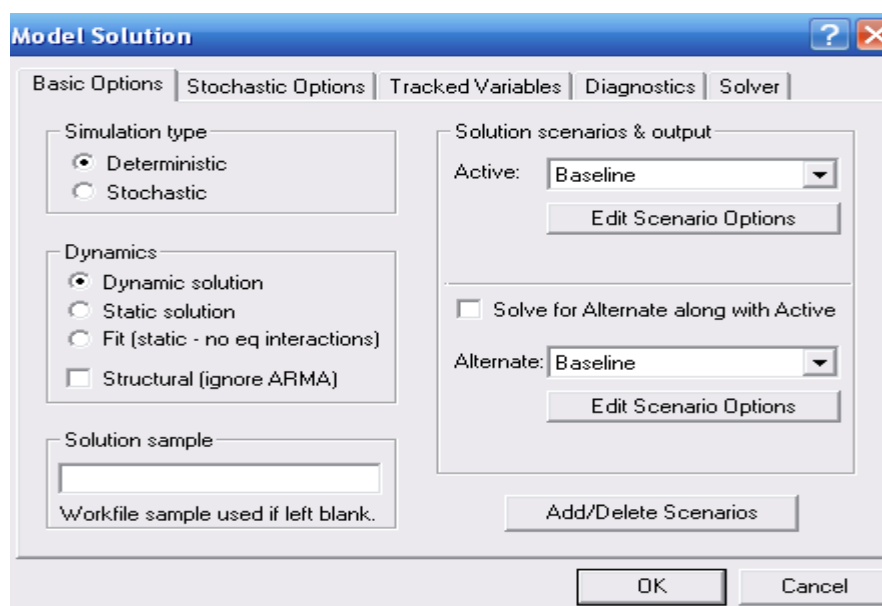 Model Solution
?
Basic Options Stochastic Options Tracked Variables Diagnostics Solver
Simulation type
Deterministic
Stochastic
Dynamics
Dynamic solution
Static solution
Fit (static - no eq interactions)
Structural (ignore ARMA)
Solution sample
Workfile sample used if left blank.
Solution scenarios & output
Active: Baseline
Edit Scenario Options
Solve for Alternate along with Active
Alternate: Baseline
Edit Scenario Options
Add/Delete Scenarios
OK Cancel